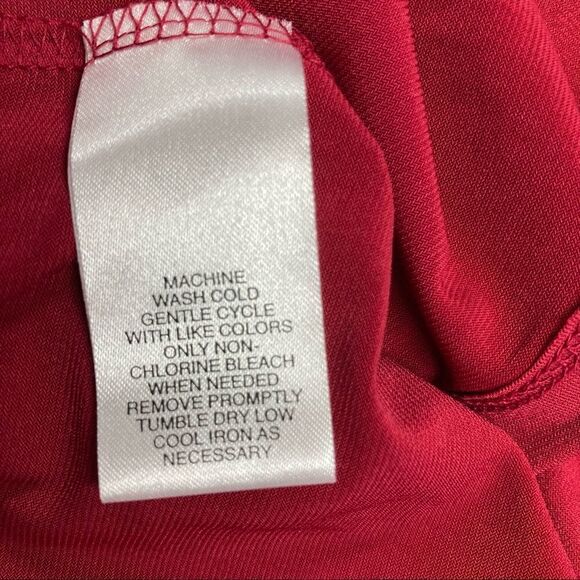 MACHINE
WASH COLD
GENTLE CYCLE
WITH LIKE COLORS
ONLY NON-
CHLORINE BLEACH
WHEN NEEDED
REMOVE PROMPTLY
TUMBLE DRY LOW
COOL IRON AS
NECESSARY